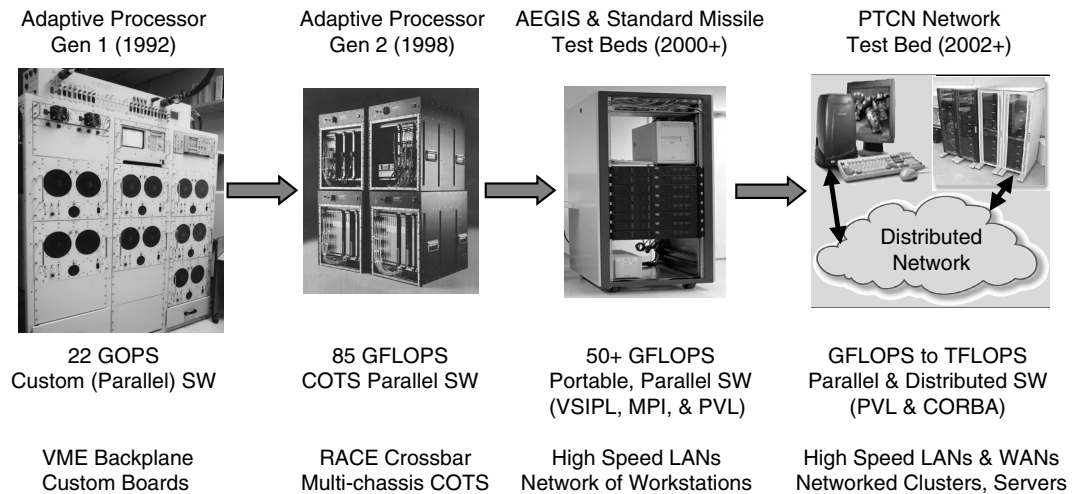 Adaptive Processor
Gen 1 (1992)
Adaptive Processor
Gen 2 (1998)
AEGIS & Standard Missile
Test Beds (2000+)
PTCN Network
Test Bed (2002+)
Distributed
Network
22 GOPS
Custom (Parallel) SW
85 GFLOPS
COTS Parallel SW
50+ GFLOPS
Portable, Parallel SW
(VSIPL, MPI, & PVL)
GFLOPS to TFLOPS
Parallel & Distributed SW
(PVL & CORBA)
VME Backplane
Custom Boards
RACE Crossbar
Multi-chassis COTS
High Speed LANs
Network of Workstations
High Speed LANs & WANs
Networked Clusters, Servers